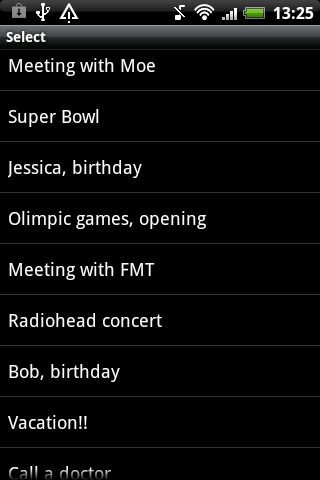 13:25
Select
Meeting with Moe
Super Bowl
Jessica, birthday
Olimpic games, opening
Meeting with FMT
Radiohead concert
Bob, birthday
Vacation!!
Call a doctor